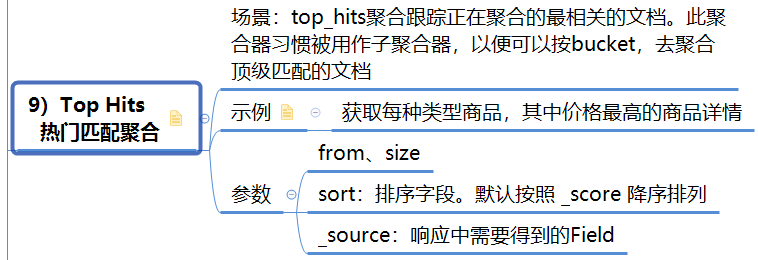 9）Top Hits
热门匹配聚合
场景：top_hits聚合跟踪正在聚合的最相关的文档。此聚
合器习惯被用作子聚合器，以便可以按bucket，去聚合
顶级匹配的文档
示例
获取每种类型商品，其中价格最高的商品详情
参数
from、size
sort：排序字段。默认按照 _score 降序排列
_source：响应中需要得到的Field